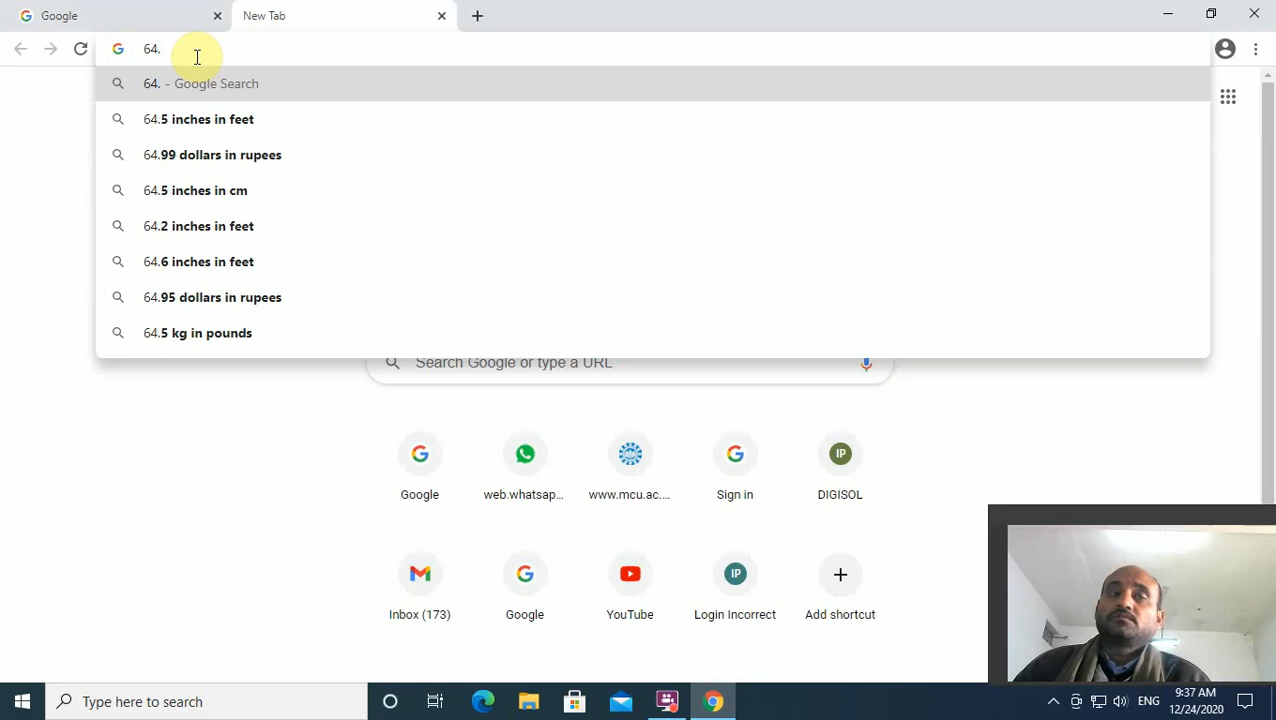 Google
New Tab
64.
64. - Google Search
64.5 inches in feet
64.99 dollars in rupees
64.5 inches in cm
64.2 inches in feet
64.6 inches in feet
64.95 dollars in rupees
64.5 kg in pounds
Search Google or type a URL
Google web.whatsap... www.mcu.ac.... Sign in IP DIGISOL
Inbox (173) Google YouTube IP Login Incorrect Add shortcut
Type here to search
ENG
9:37 AM
12/24/2020